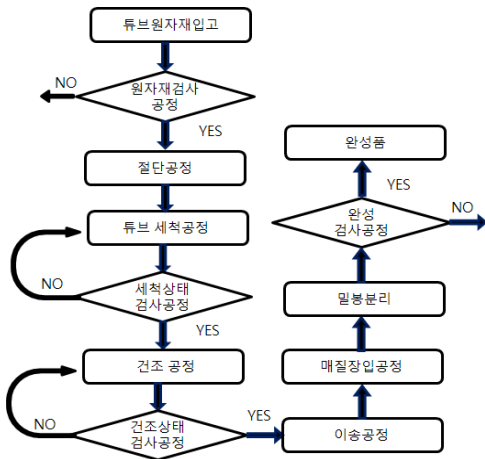 튜브원자재입고
원자재검사
공정
NO
YES
절단공정
튜브 세척공정
세척상태
검사공정
NO
YES
건조 공정
건조상태
검사공정
NO
YES
이송공정
매질장입공정
밀봉분리
완성
검사공정
NO
YES
완성품